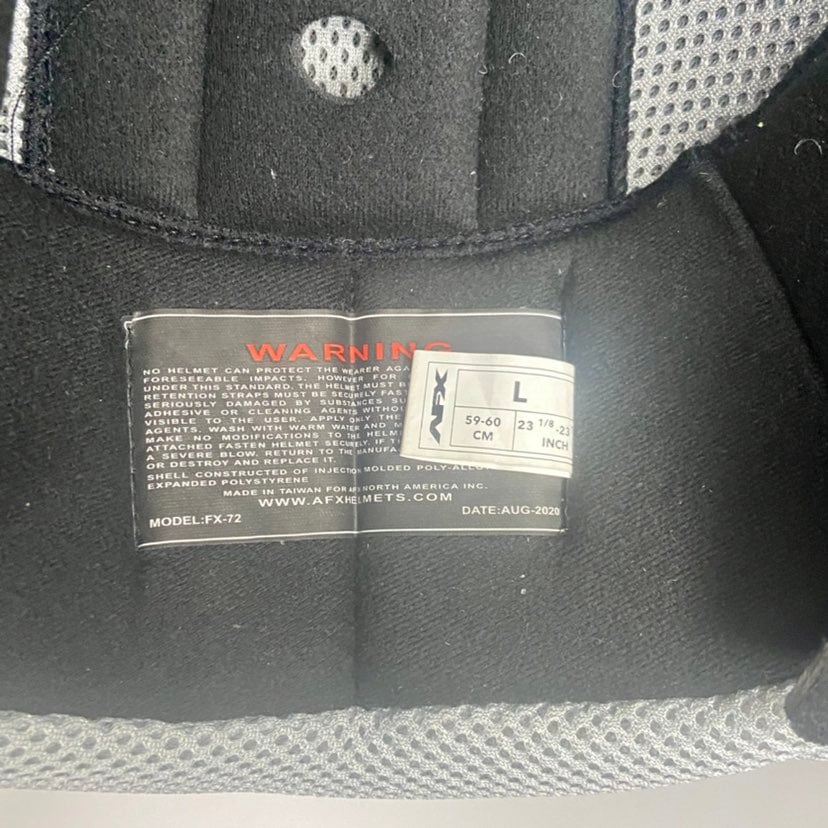 WARNING
NO HELMET CAN PROTECT THE WEARER AGA
FORESEEABLE IMPACTS. HOWEVER FOR
UNDER THIS STANDARD. THE HELMET MUST B
RETENTION STRAPS MUST BE SECURELY FAS
SERIOUSLY DAMAGED BY SUBSTANCES SU
ADHESIVE OR CLEANING AGENTS WITHOU
VISIBLE TO THE USER. APPLY ONLY THE
AGENTS. WASH WITH WARM WATER AND M
MAKE NO MODIFICATIONS TO THE HELM
ATTACHED FASTEN HELMET SECURELY. IF T
A SEVERE BLOW. RETURN TO THE MANUFA
OR DESTROY AND REPLACE IT.
SHELL CONSTRUCTED OF INJECTION MOLDED POLY-ALLO
EXPANDED POLYSTYRENE
MADE IN TAIWAN FOR AFX NORTH AMERICA INC.
WWW.AFXHELMETS.COM
MODEL:FX-72 DATE:AUG-2020
AFX
L
59-60 CM
23 1/8 -23
INCH